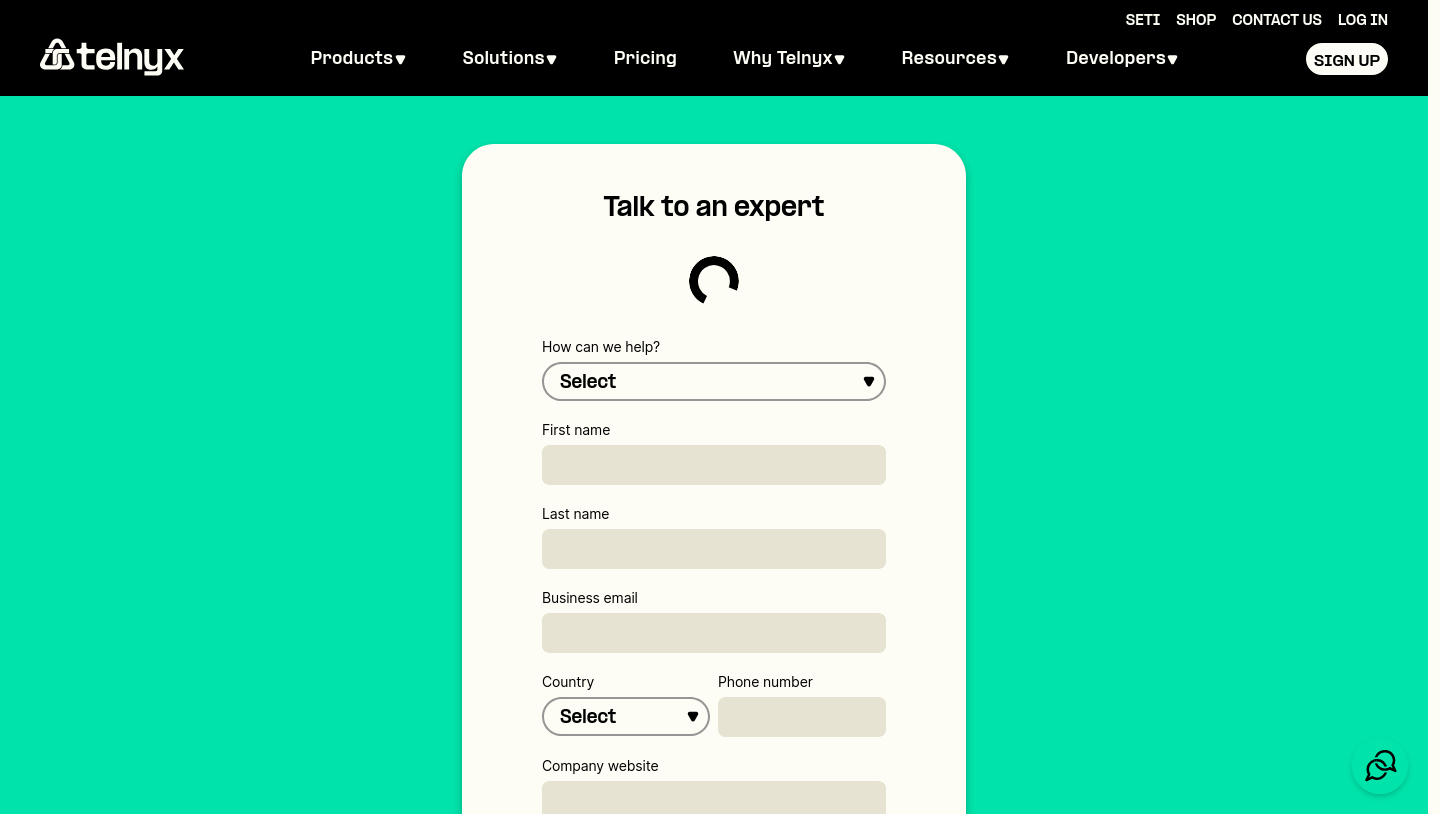 SETI SHOP CONTACT US LOG IN
telnyx Products Solutions Pricing Why Telnyx Resources Developers SIGN UP
Talk to an expert
How can we help?
Select
First name
Last name
Business email
Country Phone number
Select
Company website